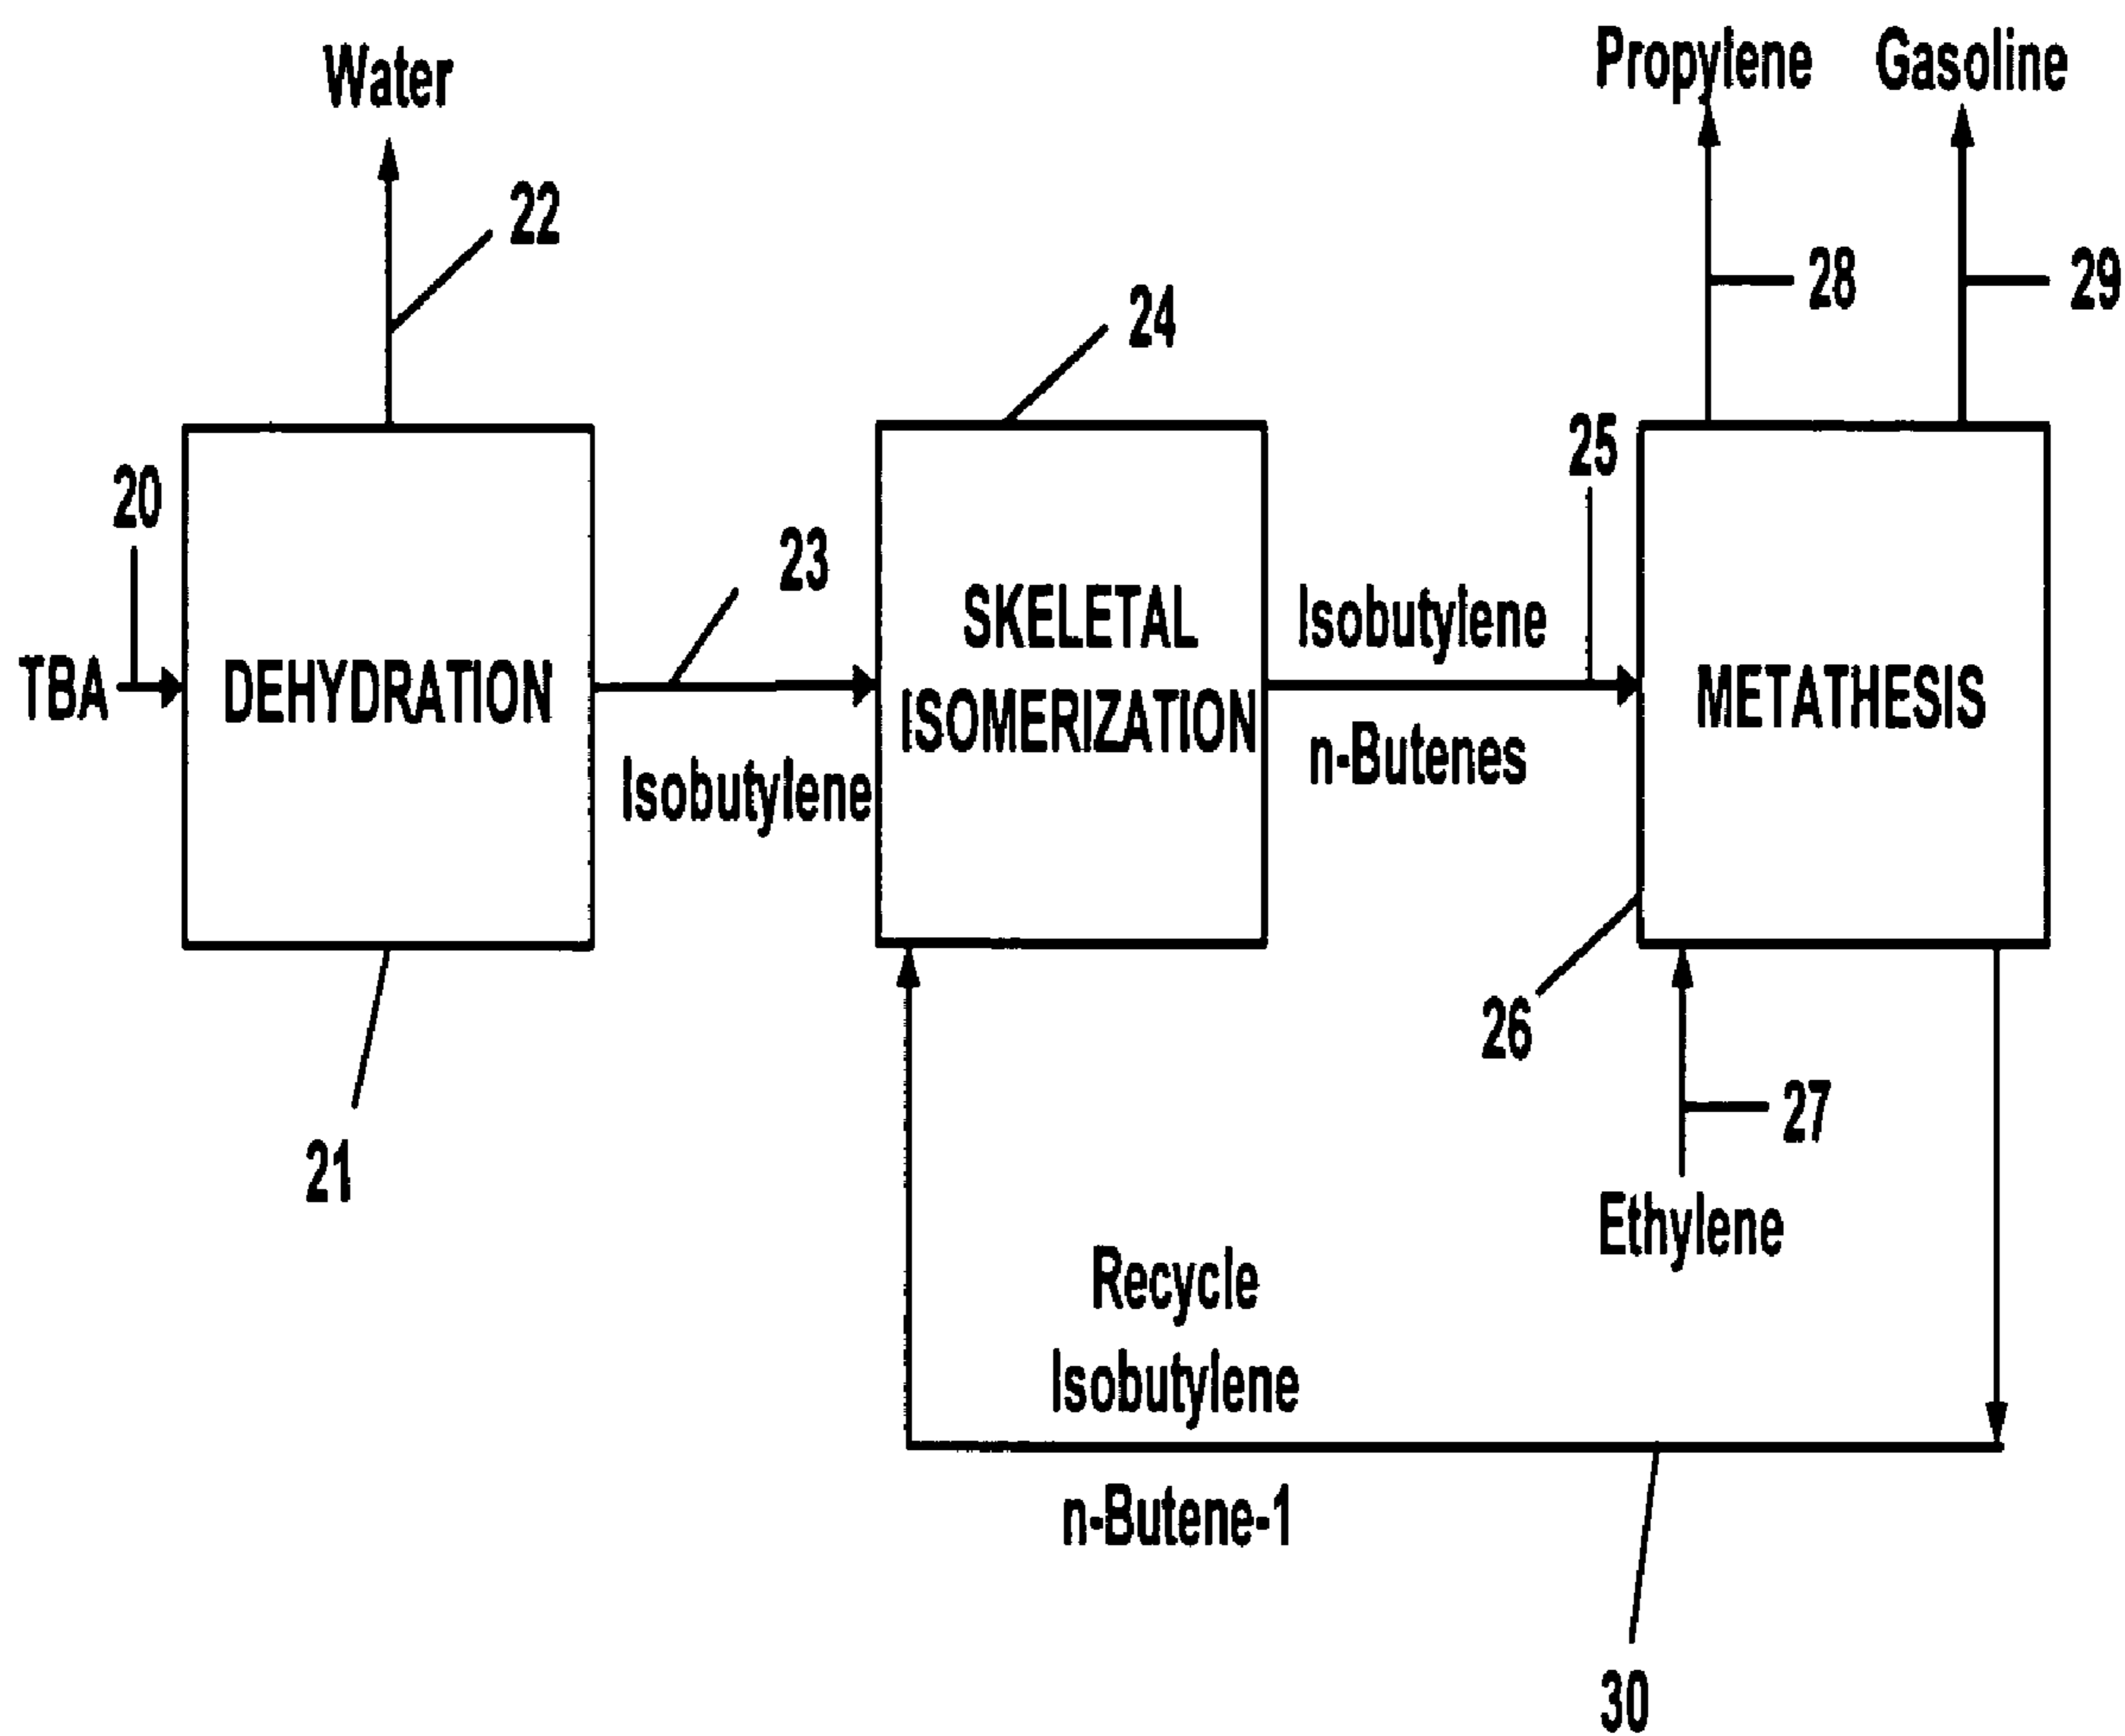 Propylene
Gasoline
Water
22
28
29
24
25
20
23
TBA
DEHYDRATION
Isobutylene
SKELETAL
ISOMERIZATION
Isobutylene
n-Butenes
METATHESIS
26
27
21
Ethylene
Recycle
Isobutylene
n-Butene-1
30